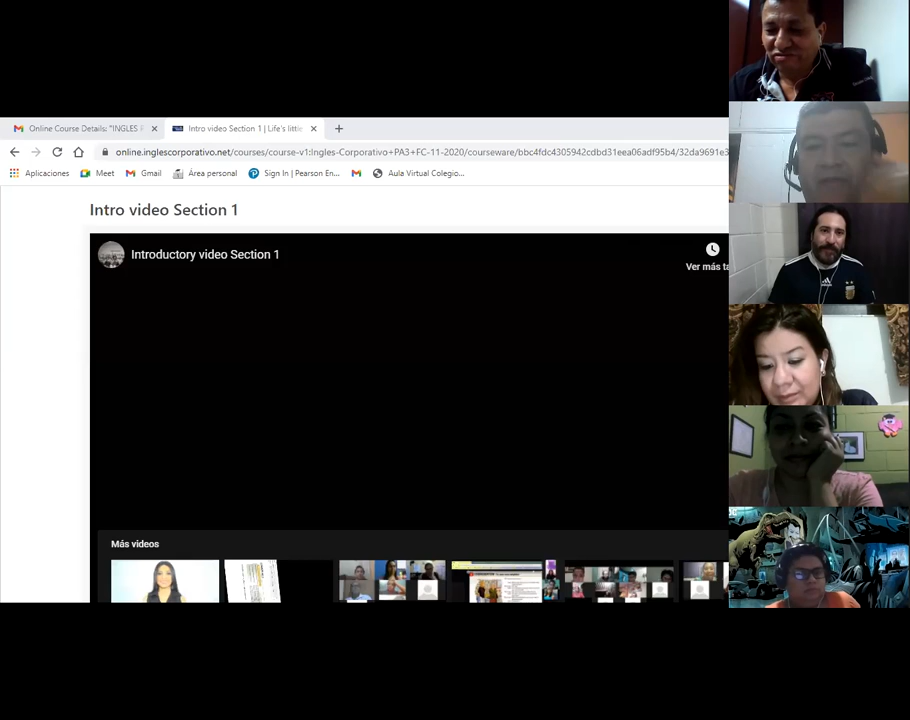 Online Course Details: "INGLES
Intro video Section 1 | Life's little
online.inglescorporativo.net/courses/course-v1:Ingles-Corporativo+PA3+FC-11-2020/courseware/bbc4fdc4305942cdbd31eea06adf95b4/32da9691e3
Aplicaciones
Meet
Gmail
Área personal
Sign In | Pearson En...
Aula Virtual Colegio...
Intro video Section 1
Introductory video Section 1
Ver más ta
Más videos